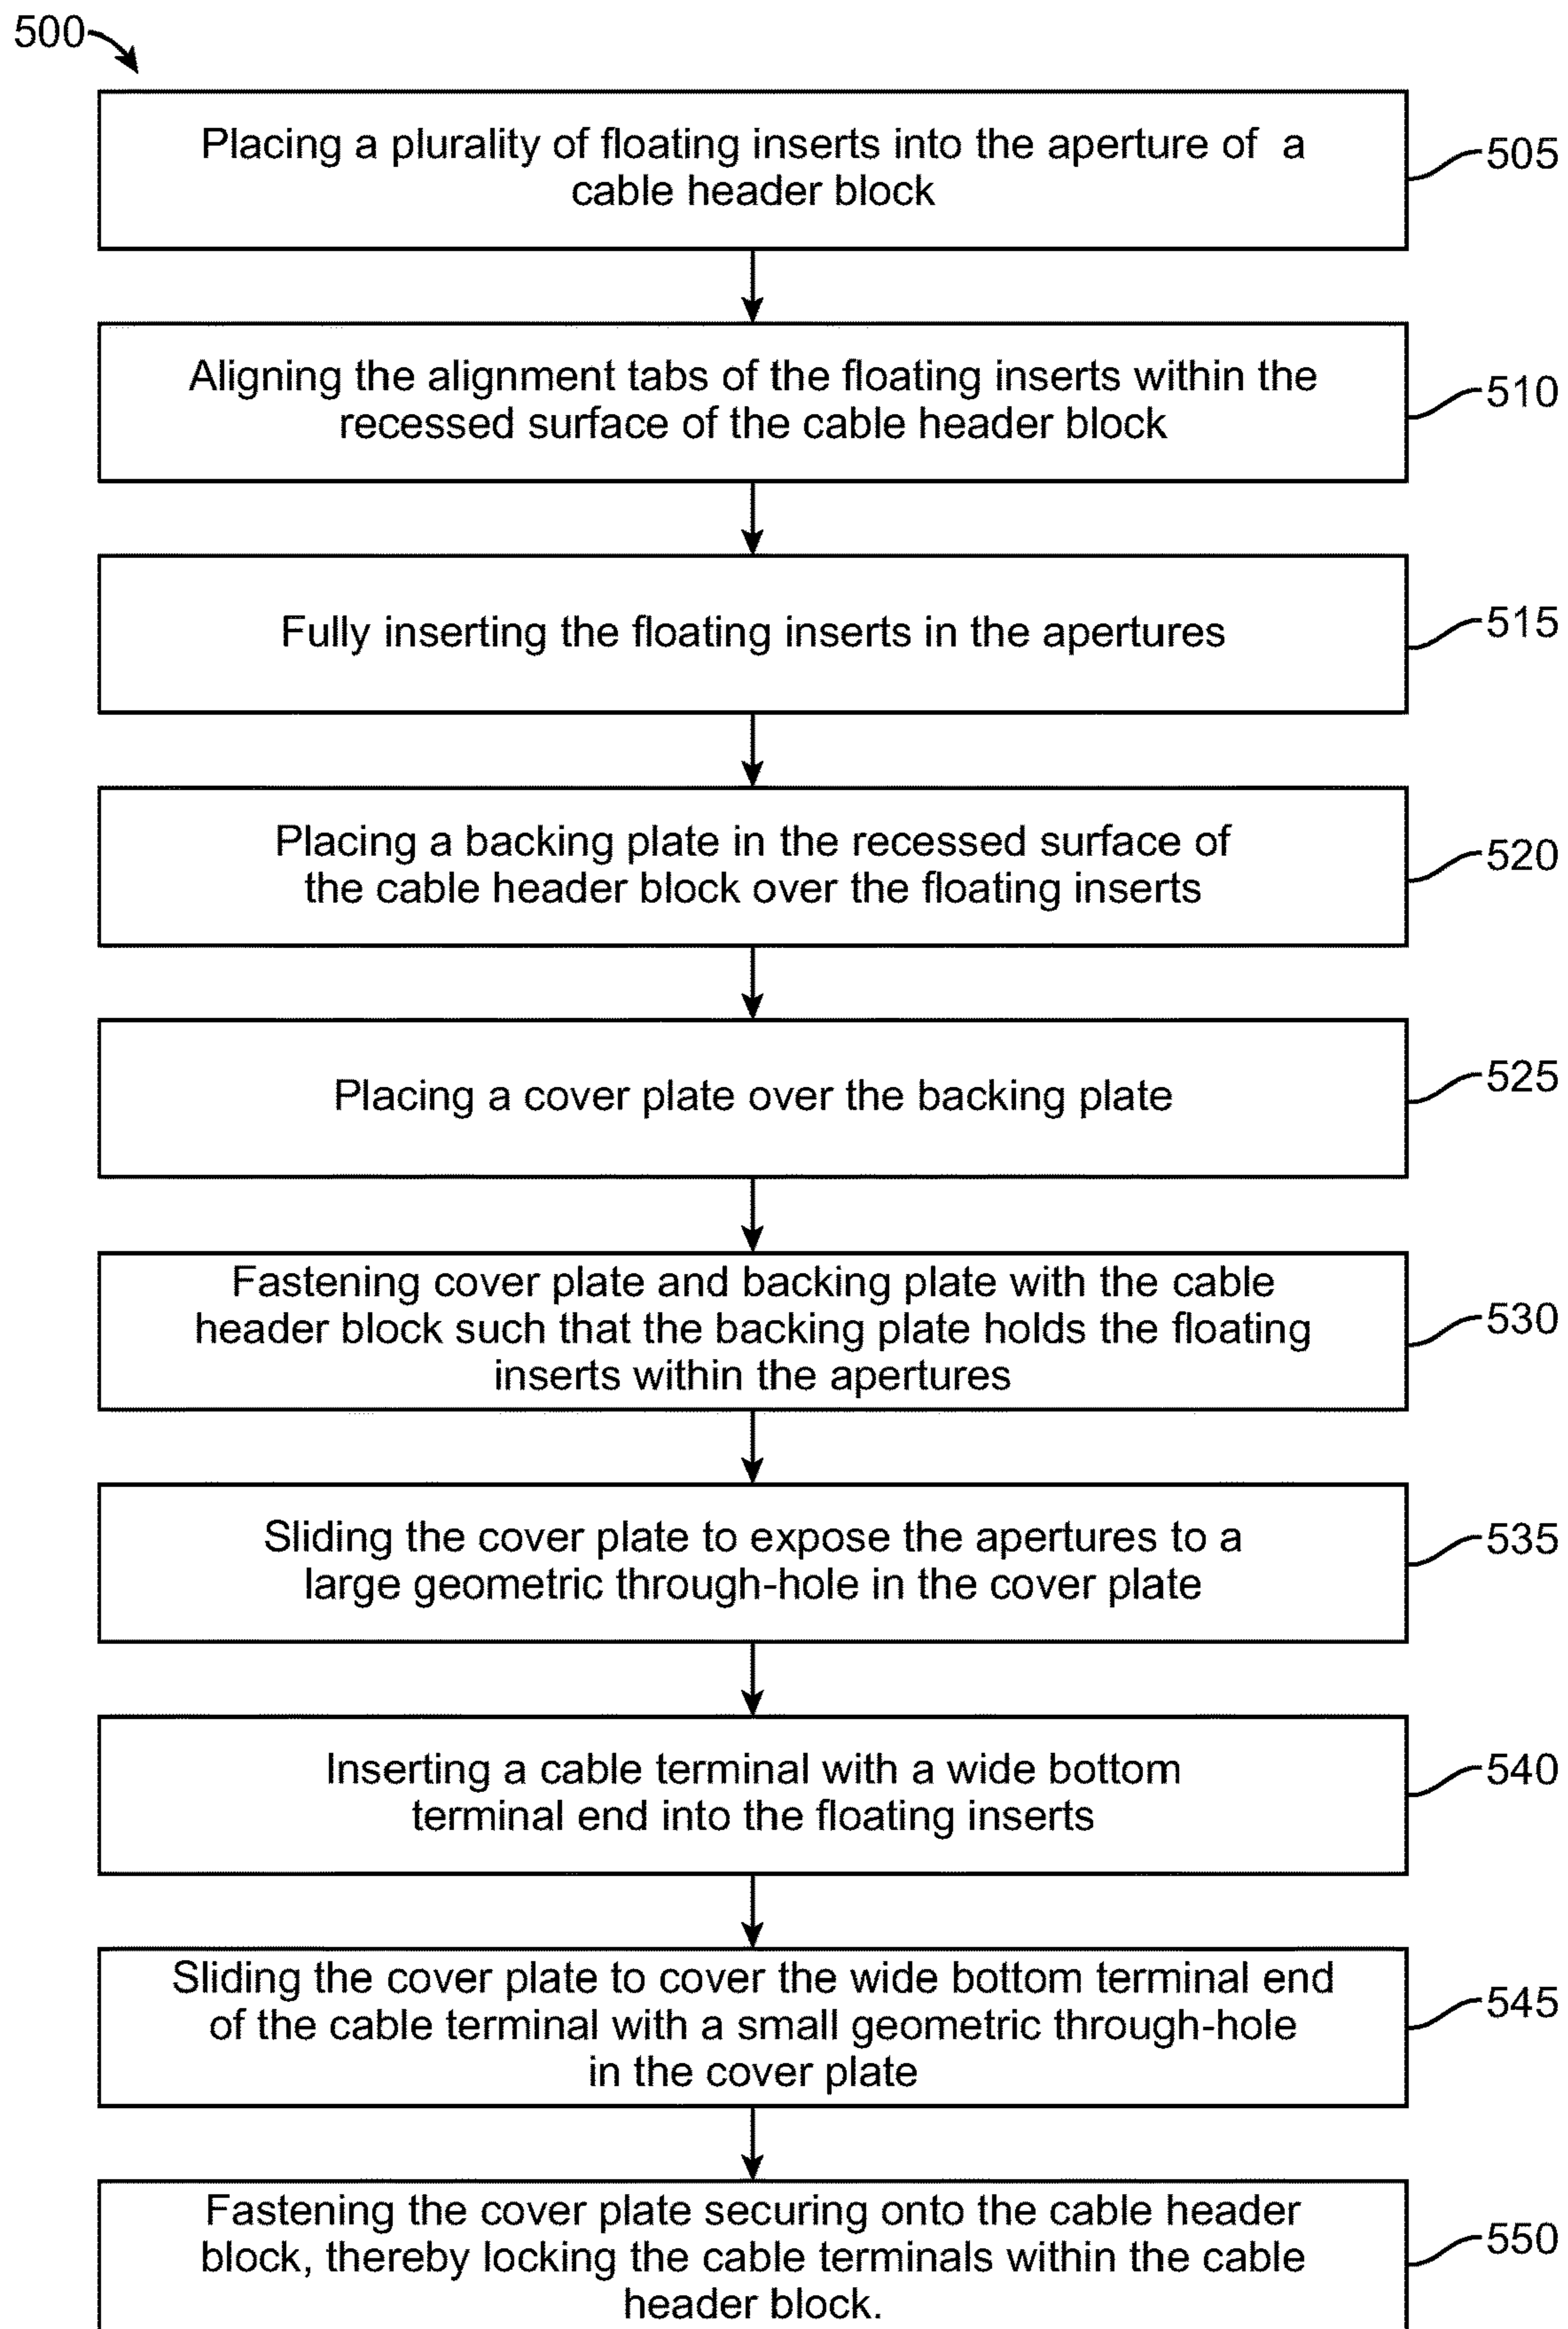 500
Placing a plurality of floating inserts into the aperture of a
cable header block
505
Aligning the alignment tabs of the floating inserts within the
recessed surface of the cable header block
510
Fully inserting the floating inserts in the apertures
515
Placing a backing plate in the recessed surface of
the cable header block over the floating inserts
520
Placing a cover plate over the backing plate
525
Fastening cover plate and backing plate with the cable
header block such that the backing plate holds the floating
inserts within the apertures
530
Sliding the cover plate to expose the apertures to a
large geometric through-hole in the cover plate
535
Inserting a cable terminal with a wide bottom
terminal end into the floating inserts
540
Sliding the cover plate to cover the wide bottom terminal end
of the cable terminal with a small geometric through-hole
in the cover plate
545
Fastening the cover plate securing onto the cable header
block, thereby locking the cable terminals within the cable
header block.
550